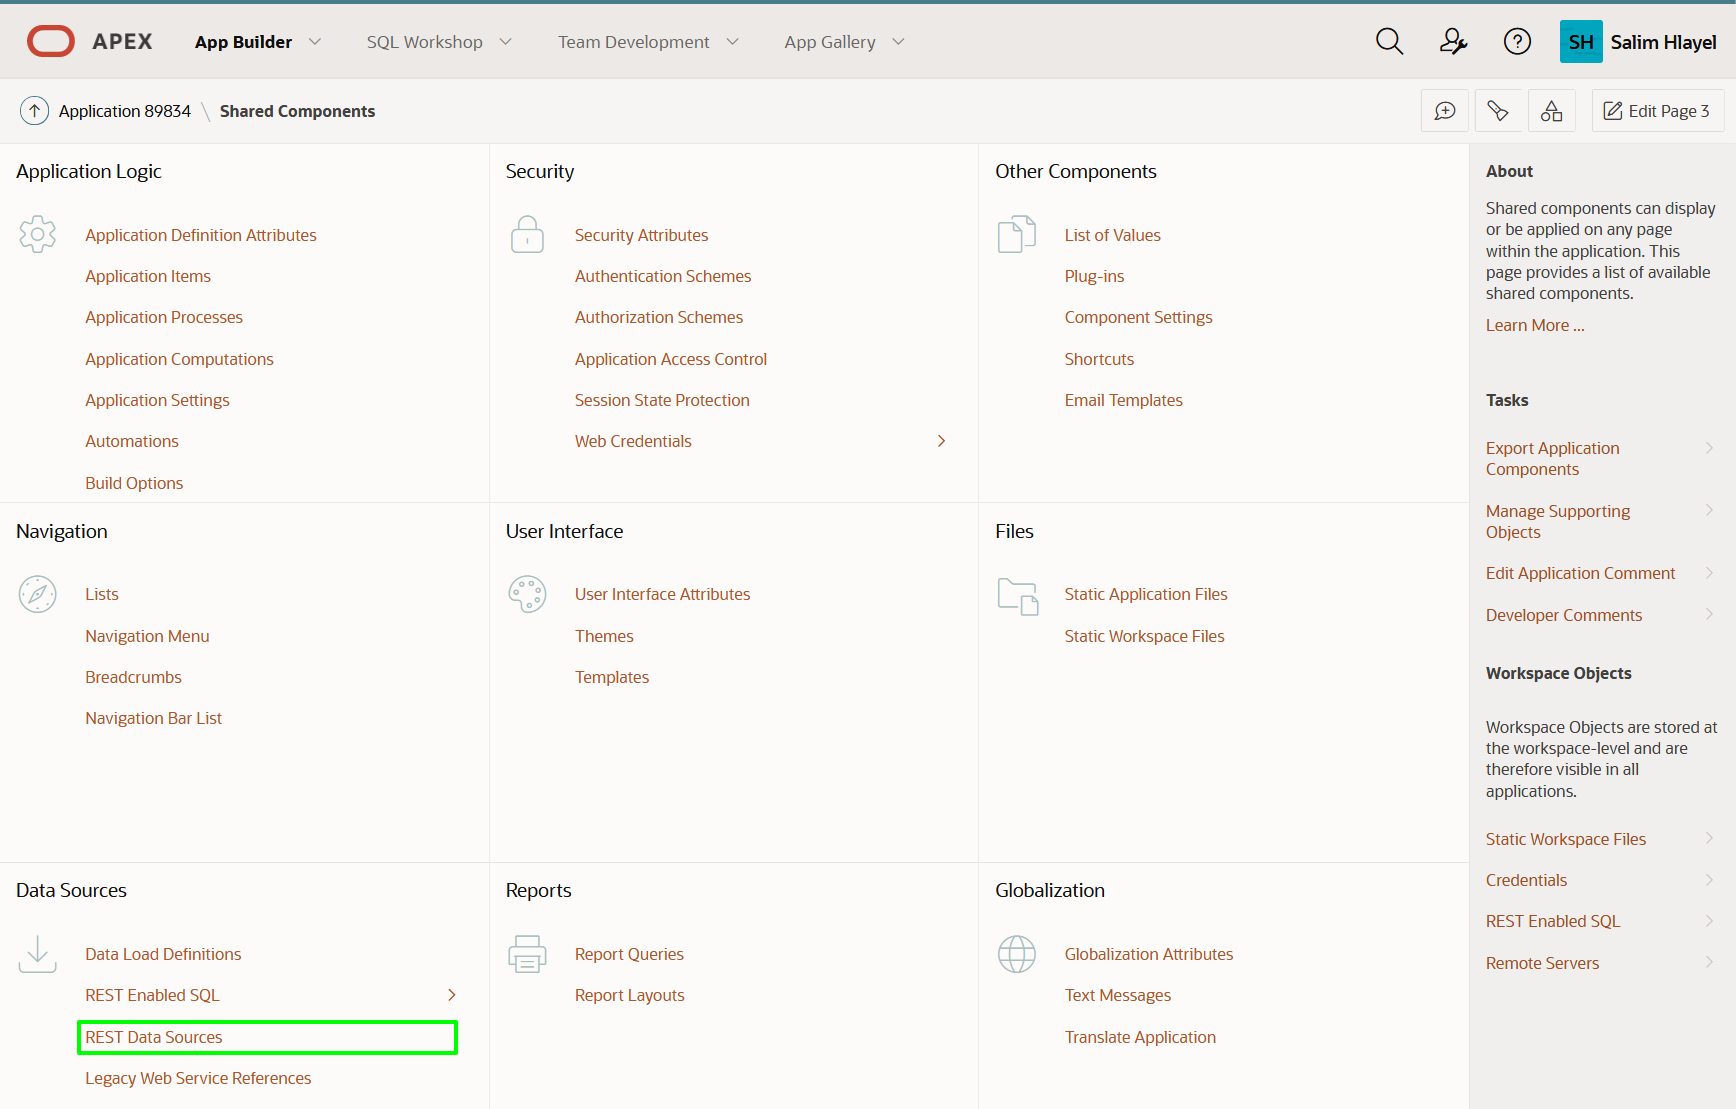 APEX
App Builder
SQL Workshop
Team Development
App Gallery
SH
Salim Hlayel
Application 89834
Shared Components
Edit Page 3
Application Logic
Application Definition Attributes
Application Items
Application Processes
Application Computations
Application Settings
Automations
Build Options
Security
Security Attributes
Authentication Schemes
Authorization Schemes
Application Access Control
Session State Protection
Web Credentials
Other Components
List of Values
Plug-ins
Component Settings
Shortcuts
Email Templates
Navigation
Lists
Navigation Menu
Breadcrumbs
Navigation Bar List
User Interface
User Interface Attributes
Themes
Templates
Files
Static Application Files
Static Workspace Files
Data Sources
Data Load Definitions
REST Enabled SQL
REST Data Sources
Legacy Web Service References
Reports
Report Queries
Report Layouts
Globalization
Globalization Attributes
Text Messages
Translate Application
About
Shared components can display
or be applied on any page
within the application. This
page provides a list of available
shared components.
Learn More ...
Tasks
Export Application
Components
Manage Supporting
Objects
Edit Application Comment
Developer Comments
Workspace Objects
Workspace Objects are stored at
the workspace-level and are
therefore visible in all
applications.
Static Workspace Files
Credentials
REST Enabled SQL
Remote Servers